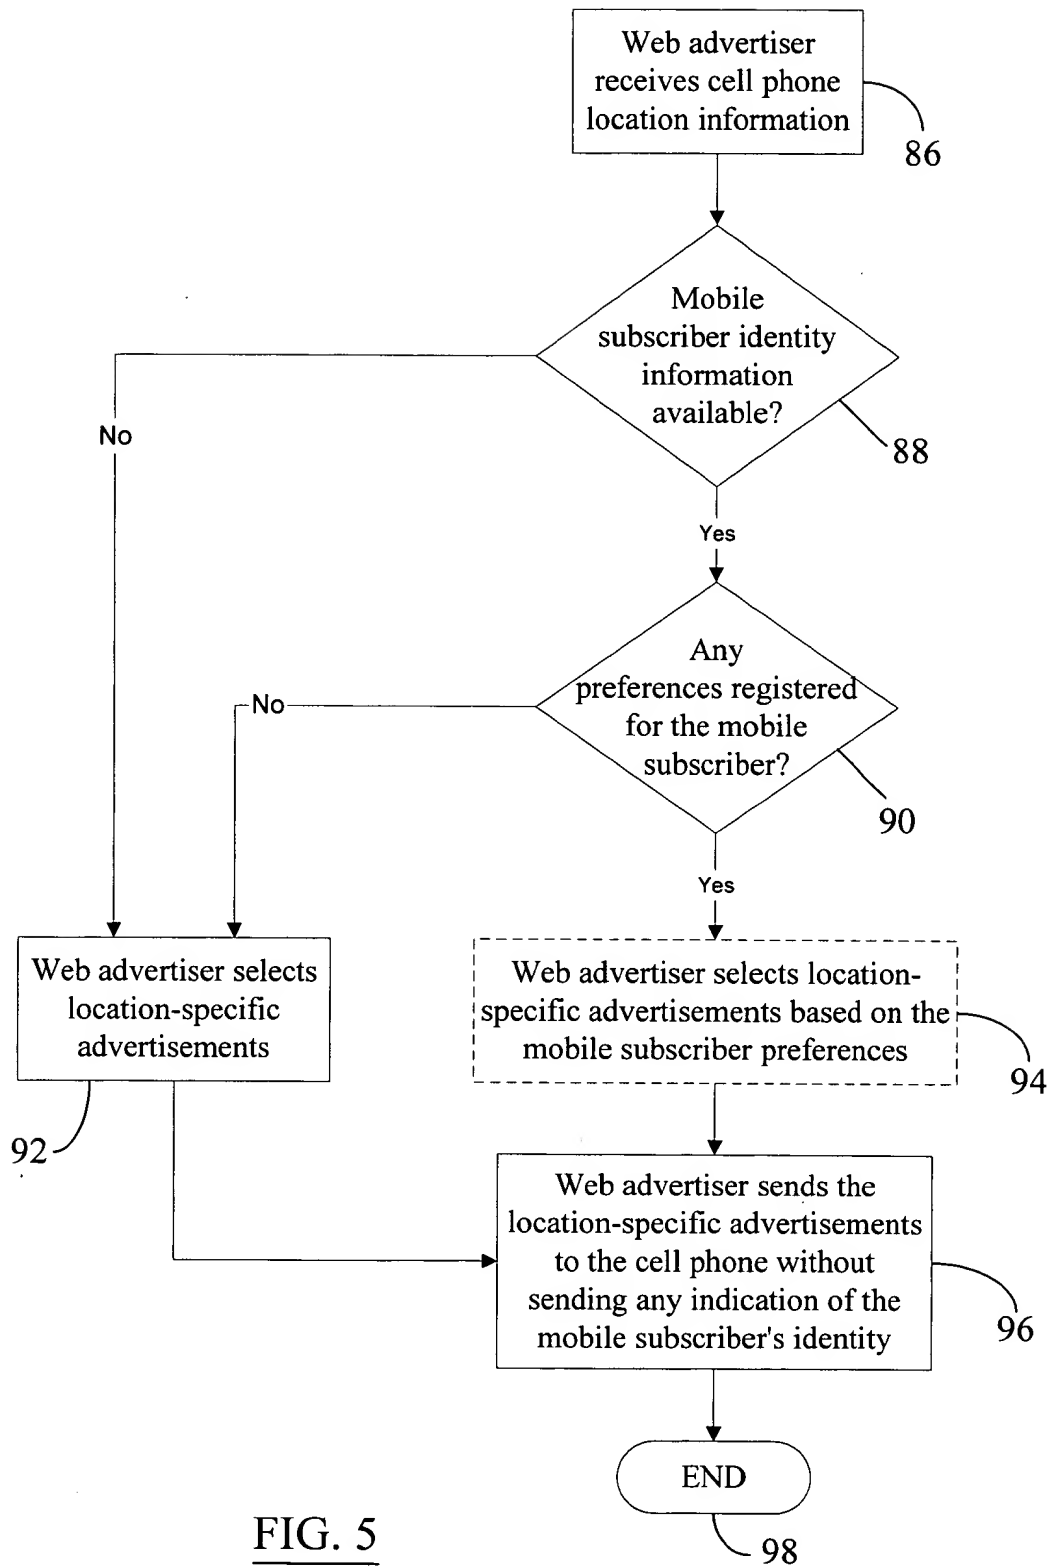 Web advertiser
receives cell phone
location information
86
Mobile
subscriber identity
information
available?
88
No
Yes
Any
preferences registered
for the mobile
subscriber?
90
No
Yes
Web advertiser selects
location-specific
advertisements
92
Web advertiser selects location-
specific advertisements based on the
mobile subscriber preferences
94
Web advertiser sends the
location-specific advertisements
to the cell phone without
sending any indication of the
mobile subscriber's identity
96
END
98
FIG. 5